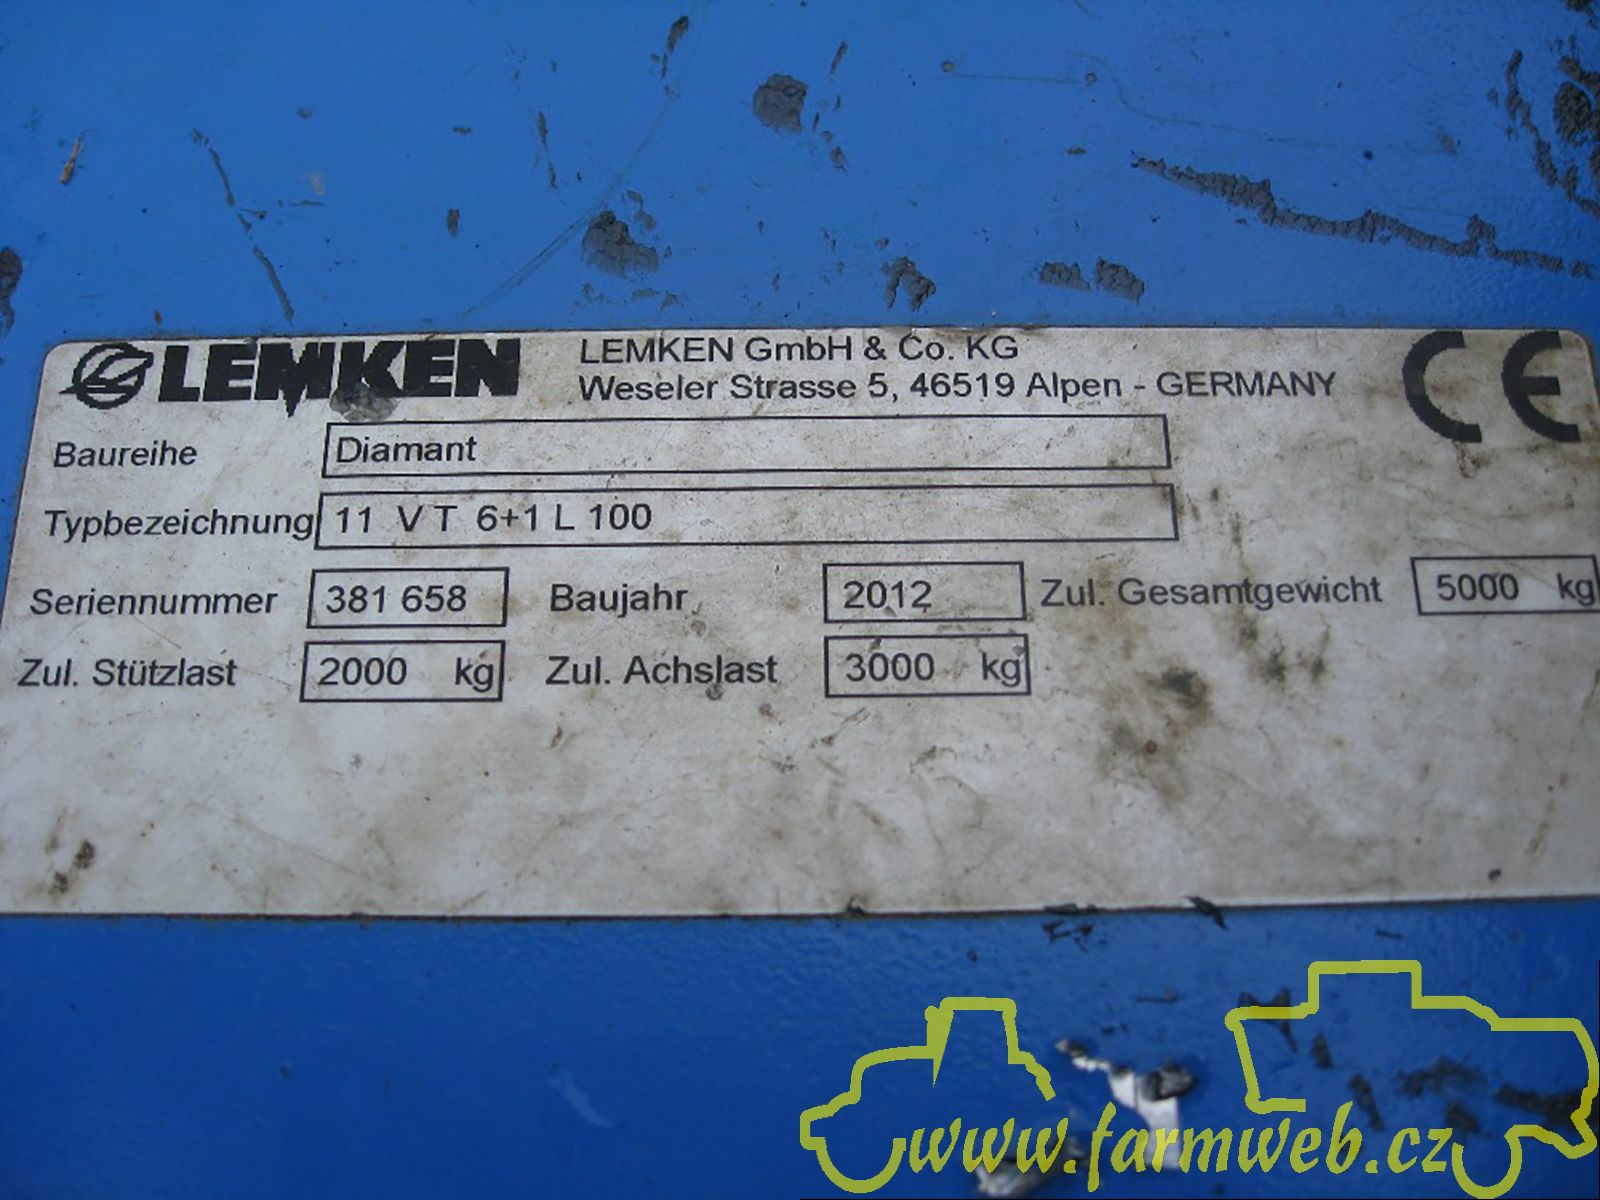 LEMKEN
LEMKEN GmbH & Co. KG
Weseler Strasse 5, 46519 Alpen - GERMANY
CE
Baureihe Diamant
Typbezeichnung 11 V T 6+1 L 100
Seriennummer 381 658 Baujahr 2012 Zul. Gesamtgewicht 5000 kg
Zul. Stützlast 2000 kg Zul. Achslast 3000 kg
www.farmweb.cz